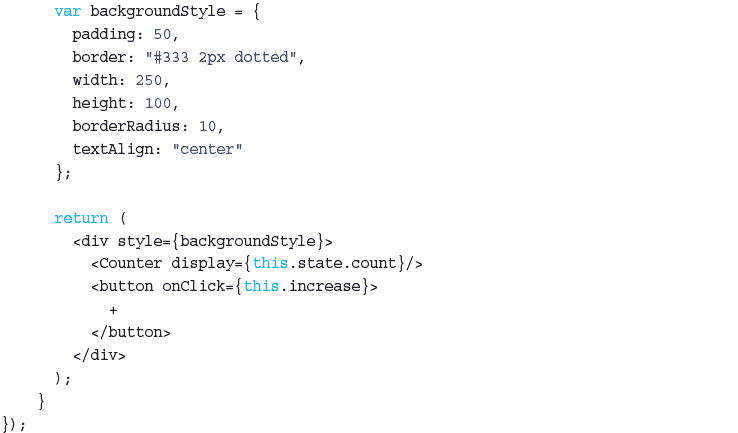 var backgroundStyle = {
padding: 50,
border: "#333 2px dotted",
width: 250,
height: 100,
borderRadius: 10,
textAlign: "center"
};
return (
<div style={backgroundStyle}>
<Counter display={this.state.count}/>
<button onClick={this.increase}>
+
</button>
</div>
);
}
});